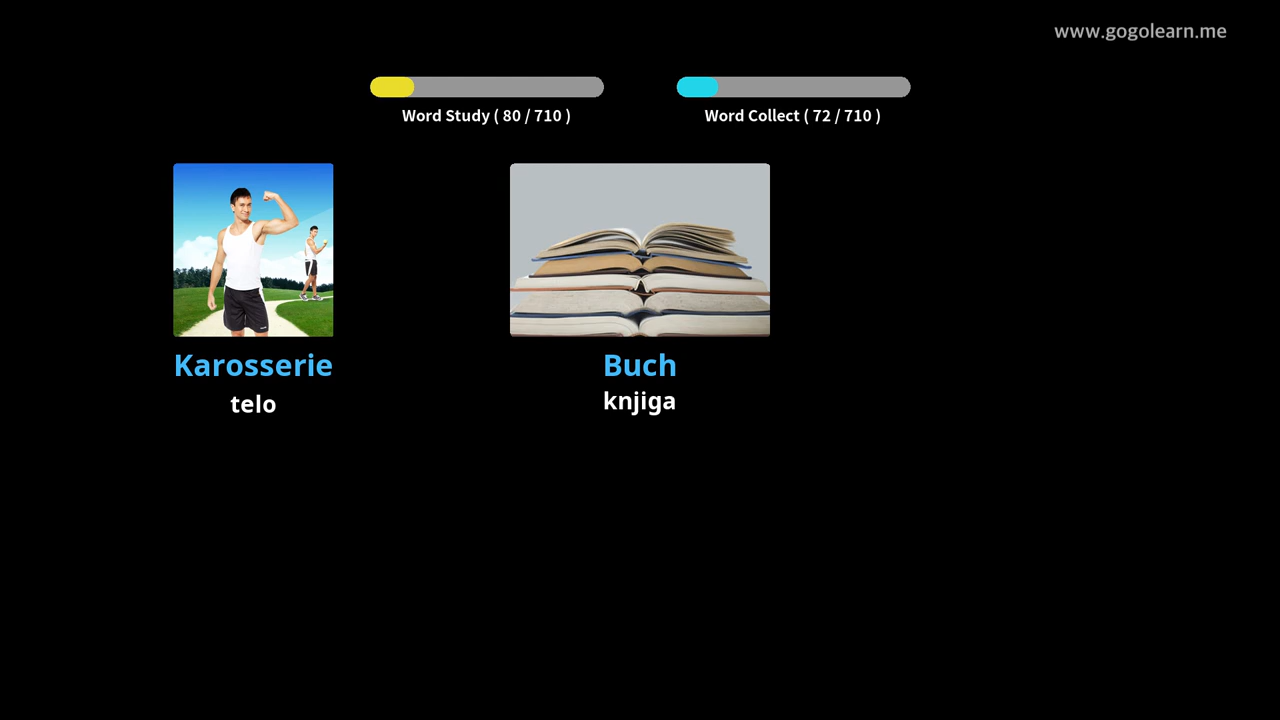 www.gogolearn.me
Word Study ( 80 / 710 )
Word Collect ( 72 / 710 )
Karosserie
telo
Buch
knjiga